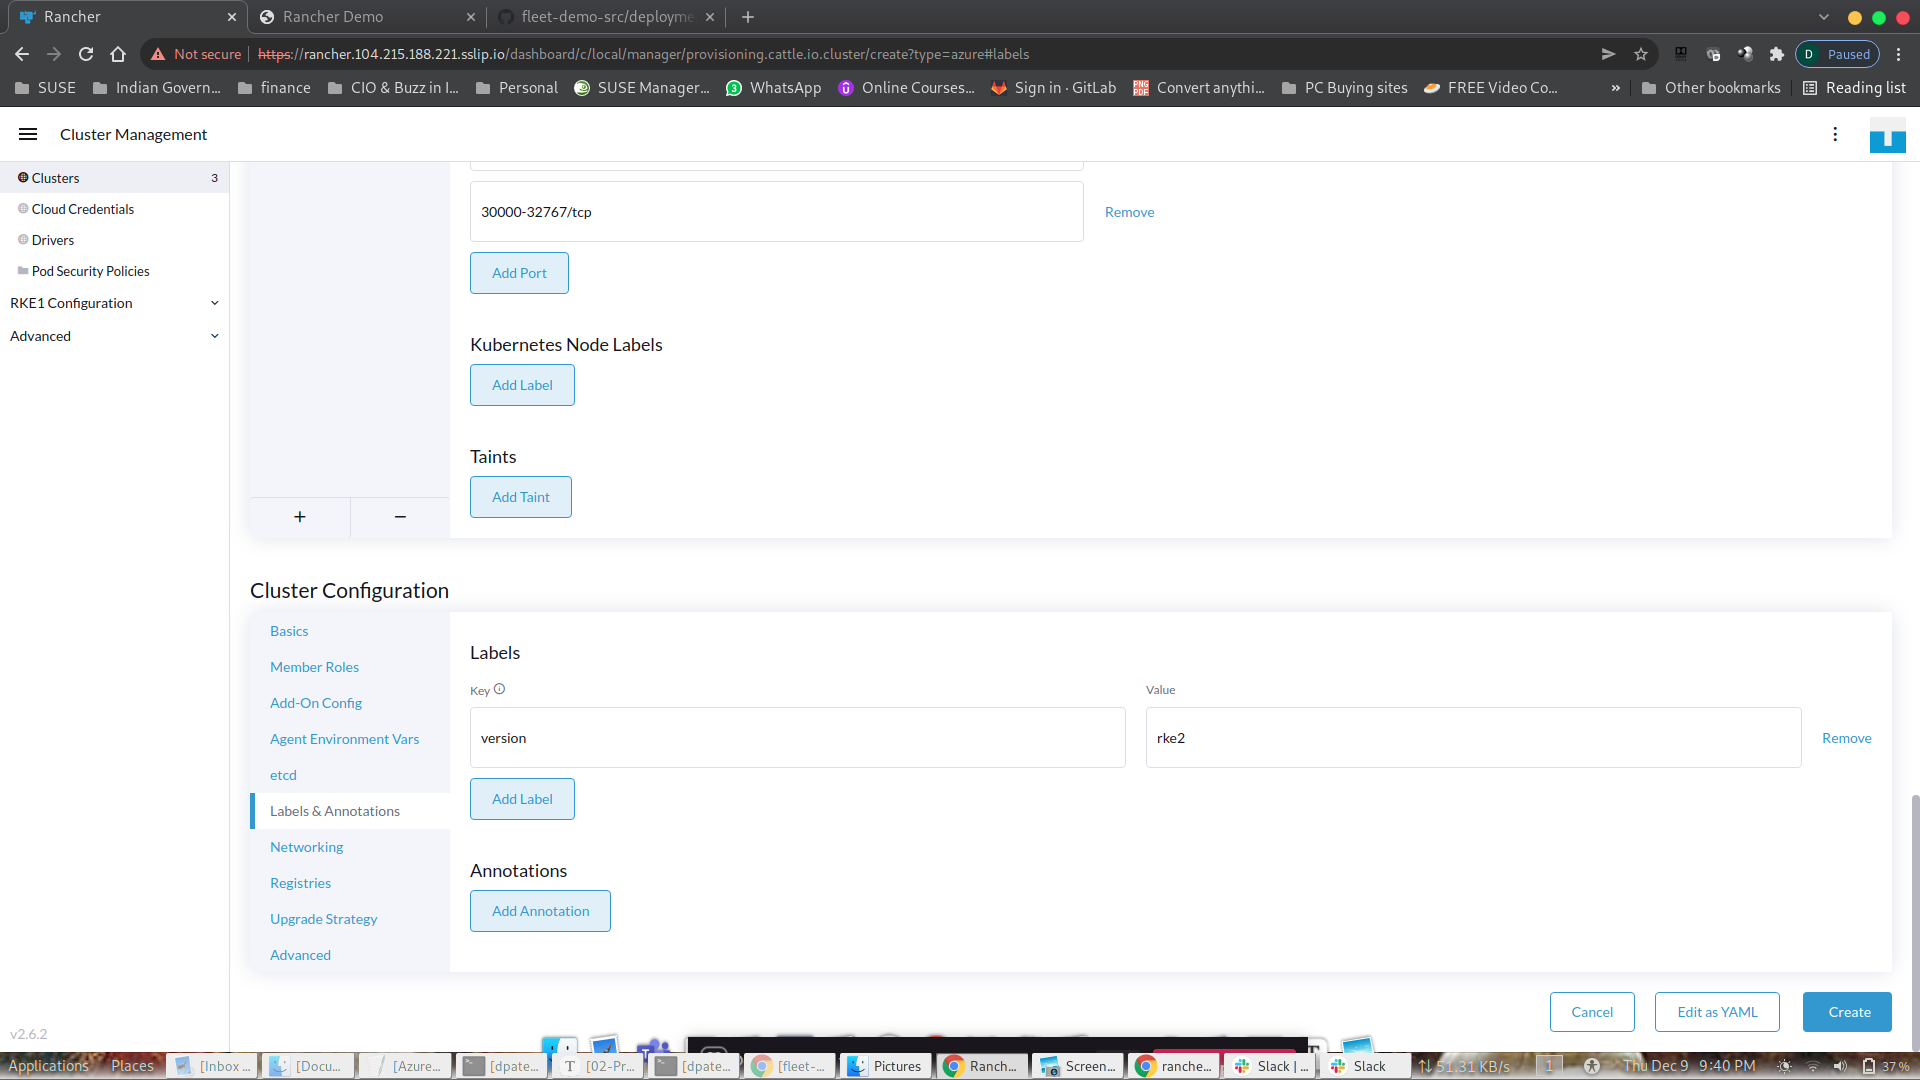 Rancher
Rancher Demo
fleet-demo-src/deployme
Not secure
https://rancher.104.215.188.221.sslip.io/dashboard/c/local/manager/provisioning.cattle.io.cluster/create?type=azure#labels
D Paused
SUSE
Indian Govern...
finance
CIO & Buzz in I...
Personal
SUSE Manager...
WhatsApp
Online Courses...
Sign in · GitLab
Convert anythi...
PC Buying sites
FREE Video Co...
»
Other bookmarks
Reading list
Cluster Management
Clusters 3
Cloud Credentials
Drivers
Pod Security Policies
RKE1 Configuration
Advanced
30000-32767/tcp
Remove
Add Port
Kubernetes Node Labels
Add Label
Taints
Add Taint
+ −
Cluster Configuration
Basics
Member Roles
Add-On Config
Agent Environment Vars
etcd
Labels & Annotations
Networking
Registries
Upgrade Strategy
Advanced
Labels
Key
Value
version
rke2
Remove
Add Label
Annotations
Add Annotation
Cancel
Edit as YAML
Create
v2.6.2
Applications
Places
[Inbox ...
[Docu...
[Azure...
[dpate...
[02-Pr...
[dpate...
[fleet-...
Pictures
Ranch...
Screen...
ranche...
Slack | ...
Slack
51.31 KB/s
1
Thu Dec 9 9:40 PM
37%